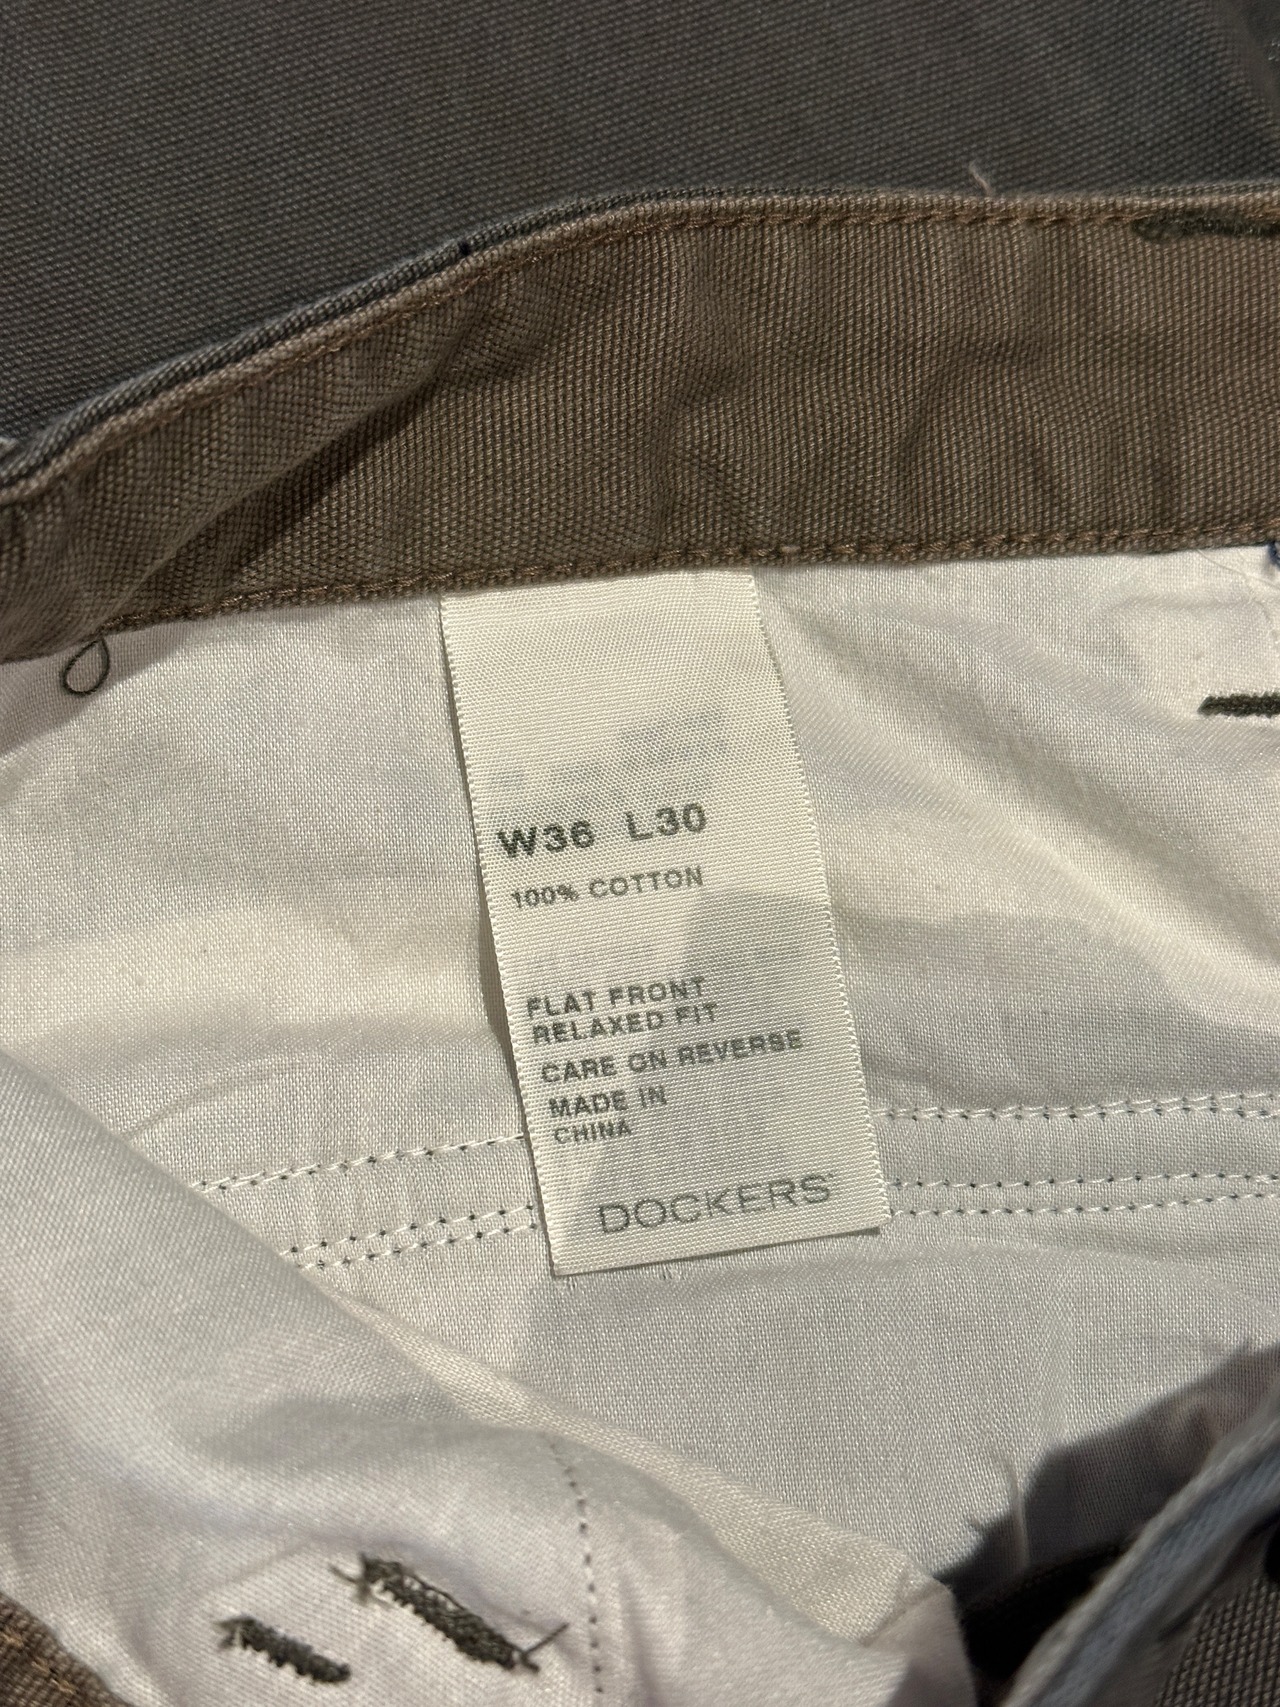 W36 L30
100% COTTON
FLAT FRONT
RELAXED FIT
CARE ON REVERSE
MADE IN
CHINA
DOCKERS